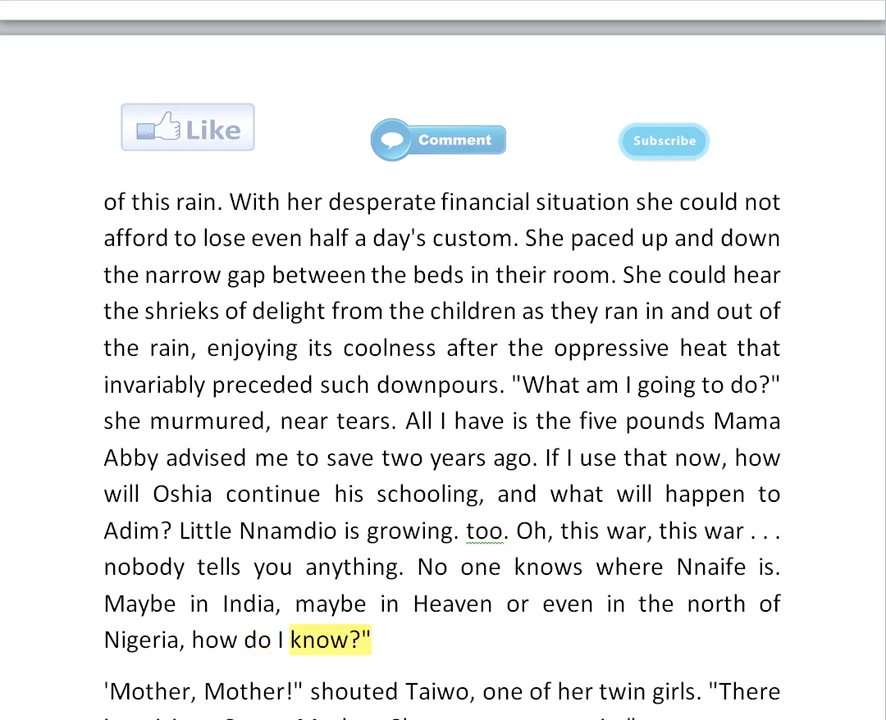 Like
Comment
Subscribe
of this rain. With her desperate financial situation she could not
afford to lose even half a day's custom. She paced up and down
the narrow gap between the beds in their room. She could hear
the shrieks of delight from the children as they ran in and out of
the rain, enjoying its coolness after the oppressive heat that
invariably preceded such downpours. "What am I going to do?"
she murmured, near tears. All I have is the five pounds Mama
Abby advised me to save two years ago. If I use that now, how
will Oshia continue his schooling, and what will happen to
Adim? Little Nnamdio is growing. too. Oh, this war, this war . . .
nobody tells you anything. No one knows where Nnaife is.
Maybe in India, maybe in Heaven or even in the north of
Nigeria, how do I know?"
'Mother, Mother!" shouted Taiwo, one of her twin girls. "There